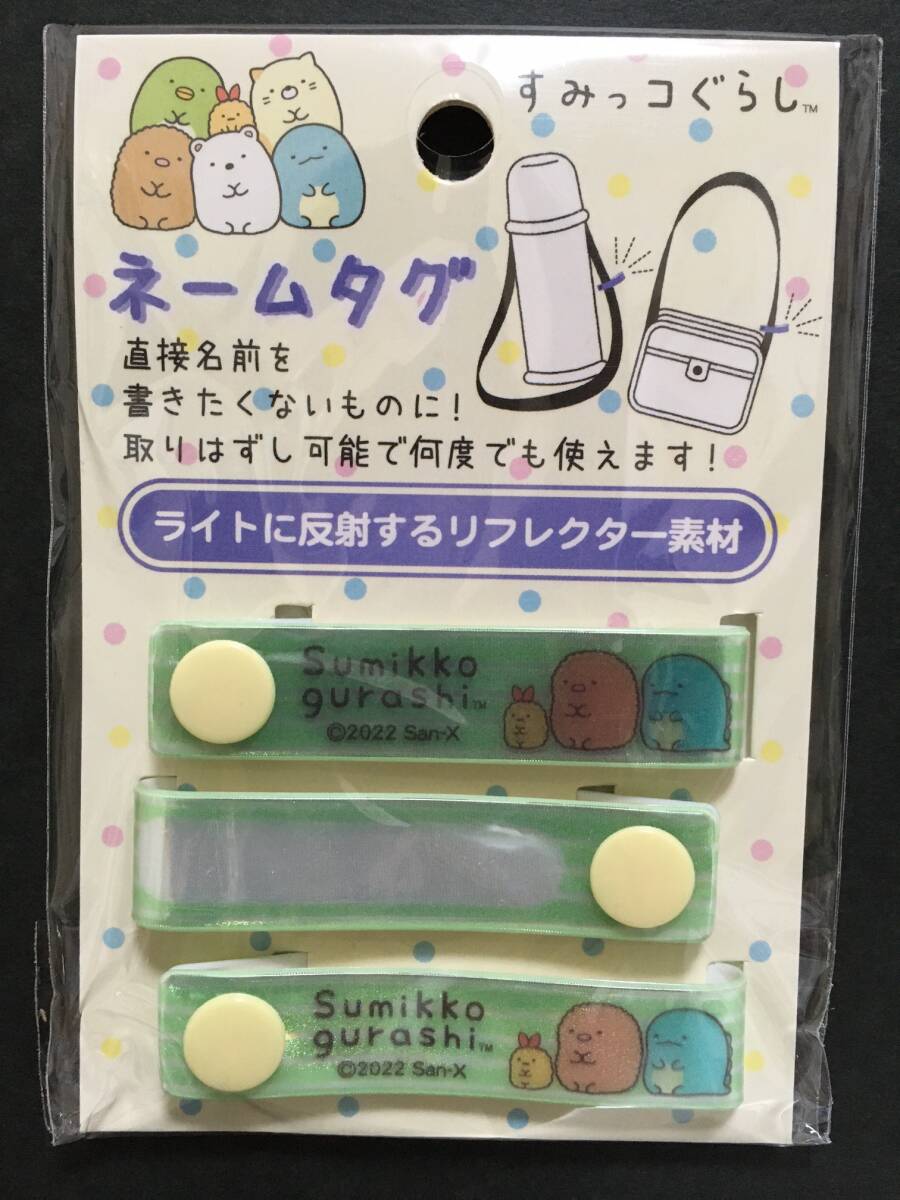 すみっコぐらし™
ネームタグ
直接名前を
書きたくないものに!
取りはずし可能で何度でも使えます!
ライトに反射するリフレクター素材
Sumikko
gurashi™
©2022 San-X
Sumikko
gurashi™
©2022 San-X